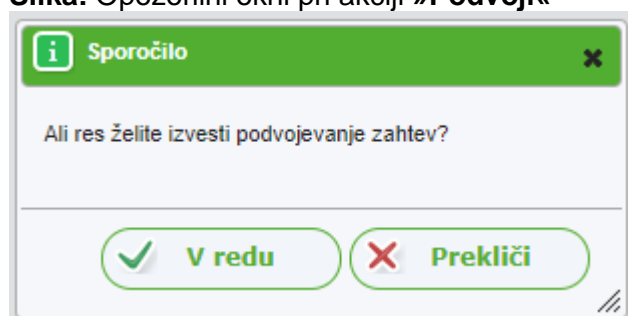 Slika: Opozorilni okni pri akciji »Podvoji«
Sporočilo
Ali res želite izvesti podvojevanje zahtev?
V redu Prekliči